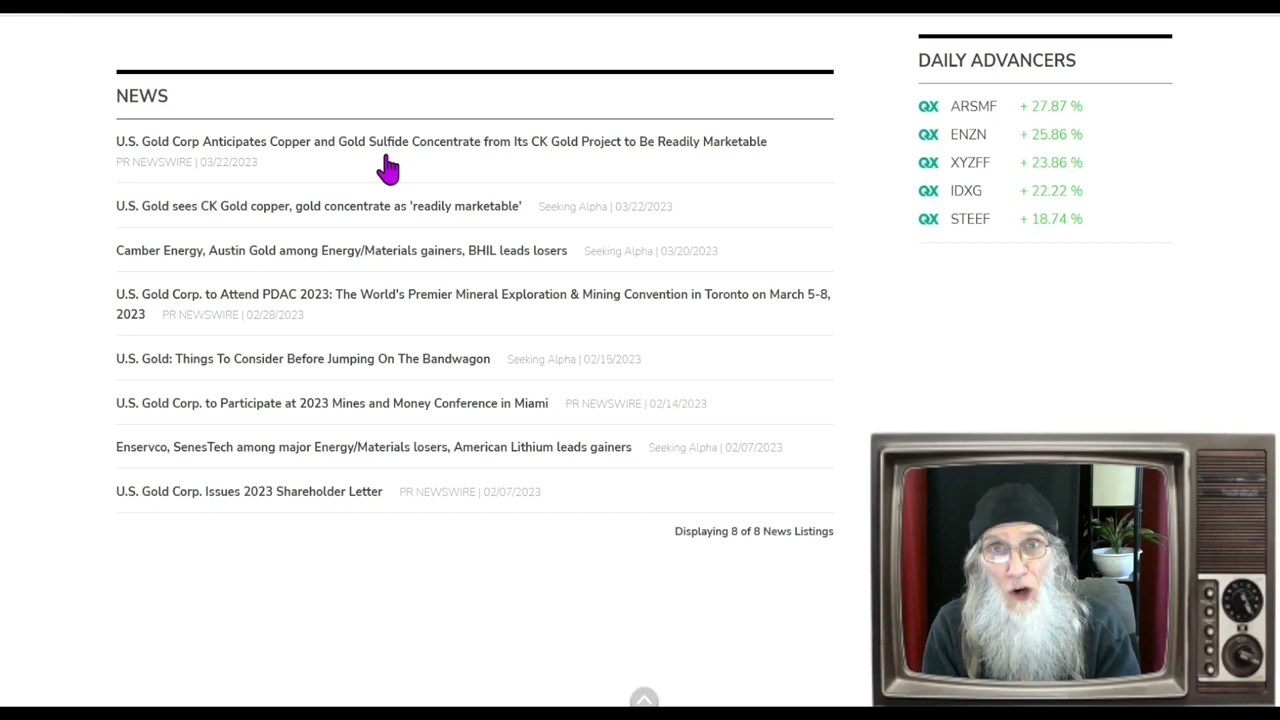 NEWS
U.S. Gold Corp Anticipates Copper and Gold Sulfide Concentrate from Its CK Gold Project to Be Readily Marketable
PR NEWSWIRE | 03/22/2023
U.S. Gold sees CK Gold copper, gold concentrate as 'readily marketable' Seeking Alpha | 03/22/2023
Camber Energy, Austin Gold among Energy/Materials gainers, BHIL leads losers Seeking Alpha | 03/20/2023
U.S. Gold Corp. to Attend PDAC 2023: The World's Premier Mineral Exploration & Mining Convention in Toronto on March 5-8,
2023 PR NEWSWIRE | 02/28/2023
U.S. Gold: Things To Consider Before Jumping On The Bandwagon Seeking Alpha | 02/15/2023
U.S. Gold Corp. to Participate at 2023 Mines and Money Conference in Miami PR NEWSWIRE | 02/14/2023
Enservco, SenesTech among major Energy/Materials losers, American Lithium leads gainers Seeking Alpha | 02/07/2023
U.S. Gold Corp. Issues 2023 Shareholder Letter PR NEWSWIRE | 02/07/2023
Displaying 8 of 8 News Listings
DAILY ADVANCERS
QX ARSMF + 27.87 %
QX ENZN + 25.86 %
QX XYZFF + 23.86 %
QX IDXG + 22.22 %
QX STEEF + 18.74 %